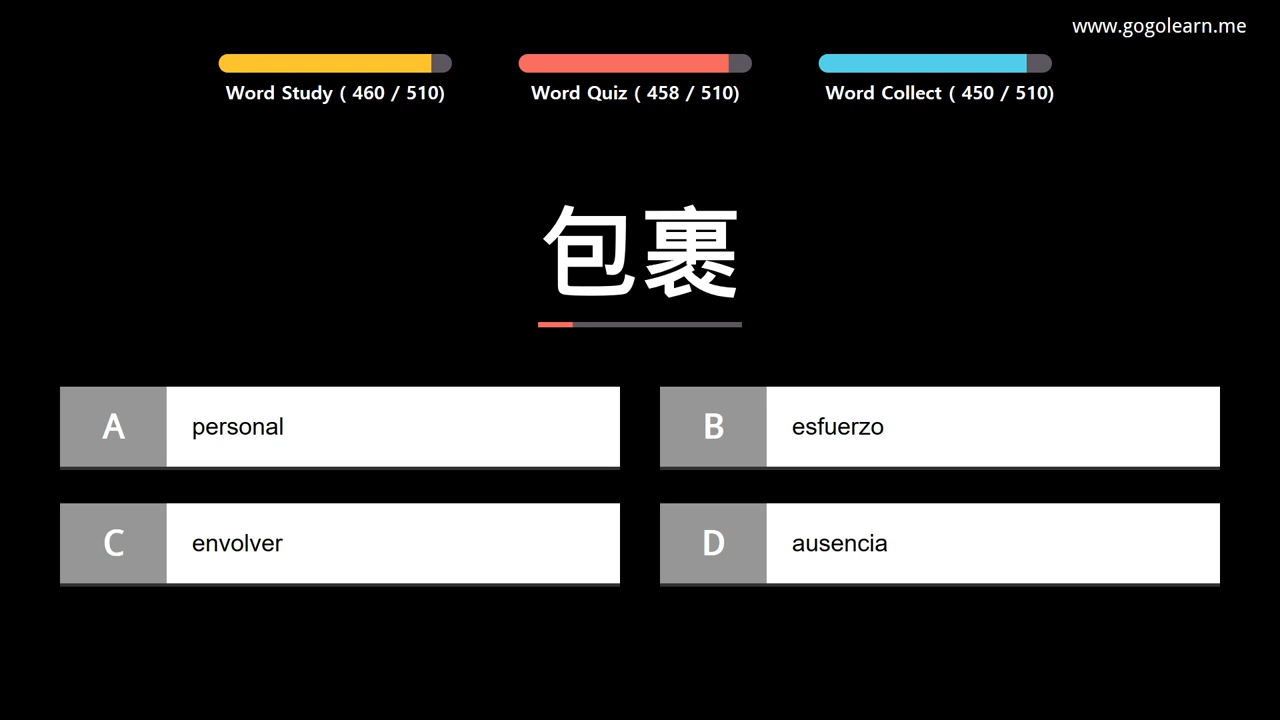 www.gogolearn.me
Word Study ( 460 / 510)
Word Quiz ( 458 / 510)
Word Collect ( 450 / 510)
包裹
A personal
B esfuerzo
C envolver
D ausencia